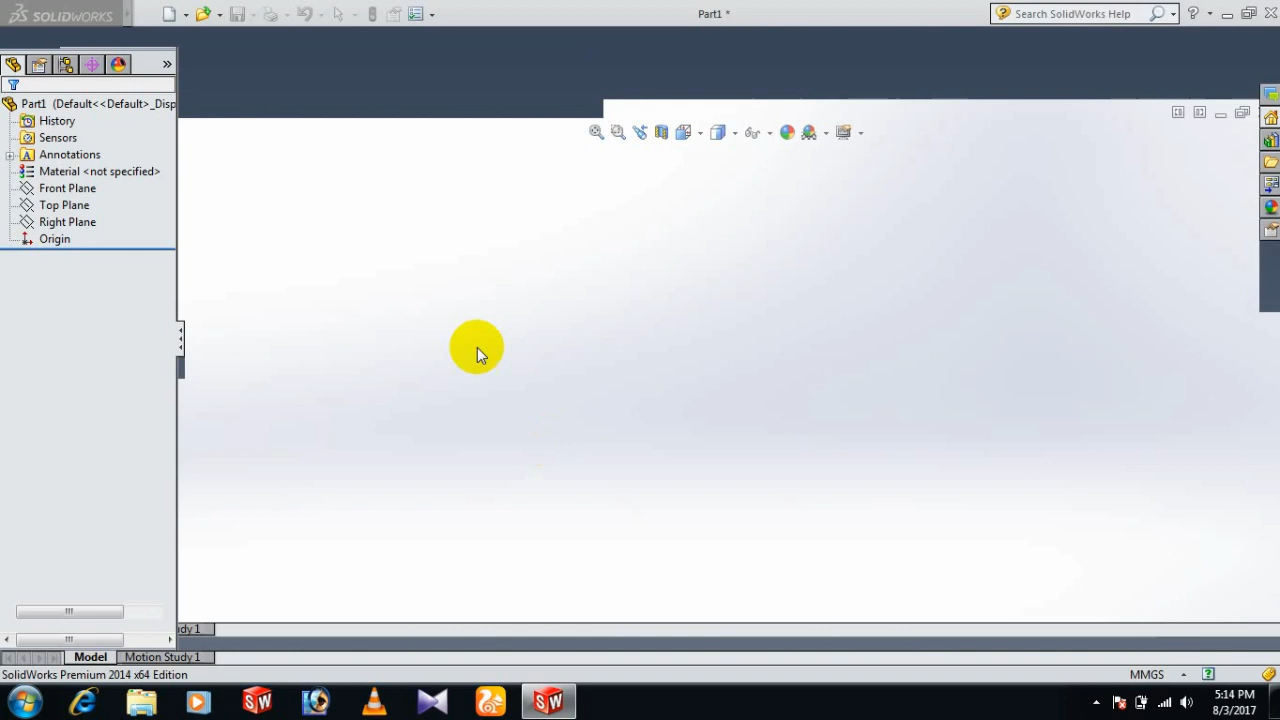 SOLIDWORKS
Part1 *
Search SolidWorks Help
Part1 (Default<<Default>_Disp
History
Sensors
Annotations
Material <not specified>
Front Plane
Top Plane
Right Plane
Origin
dy 1
Model
Motion Study 1
SolidWorks Premium 2014 x64 Edition
MMGS
5:14 PM
8/3/2017